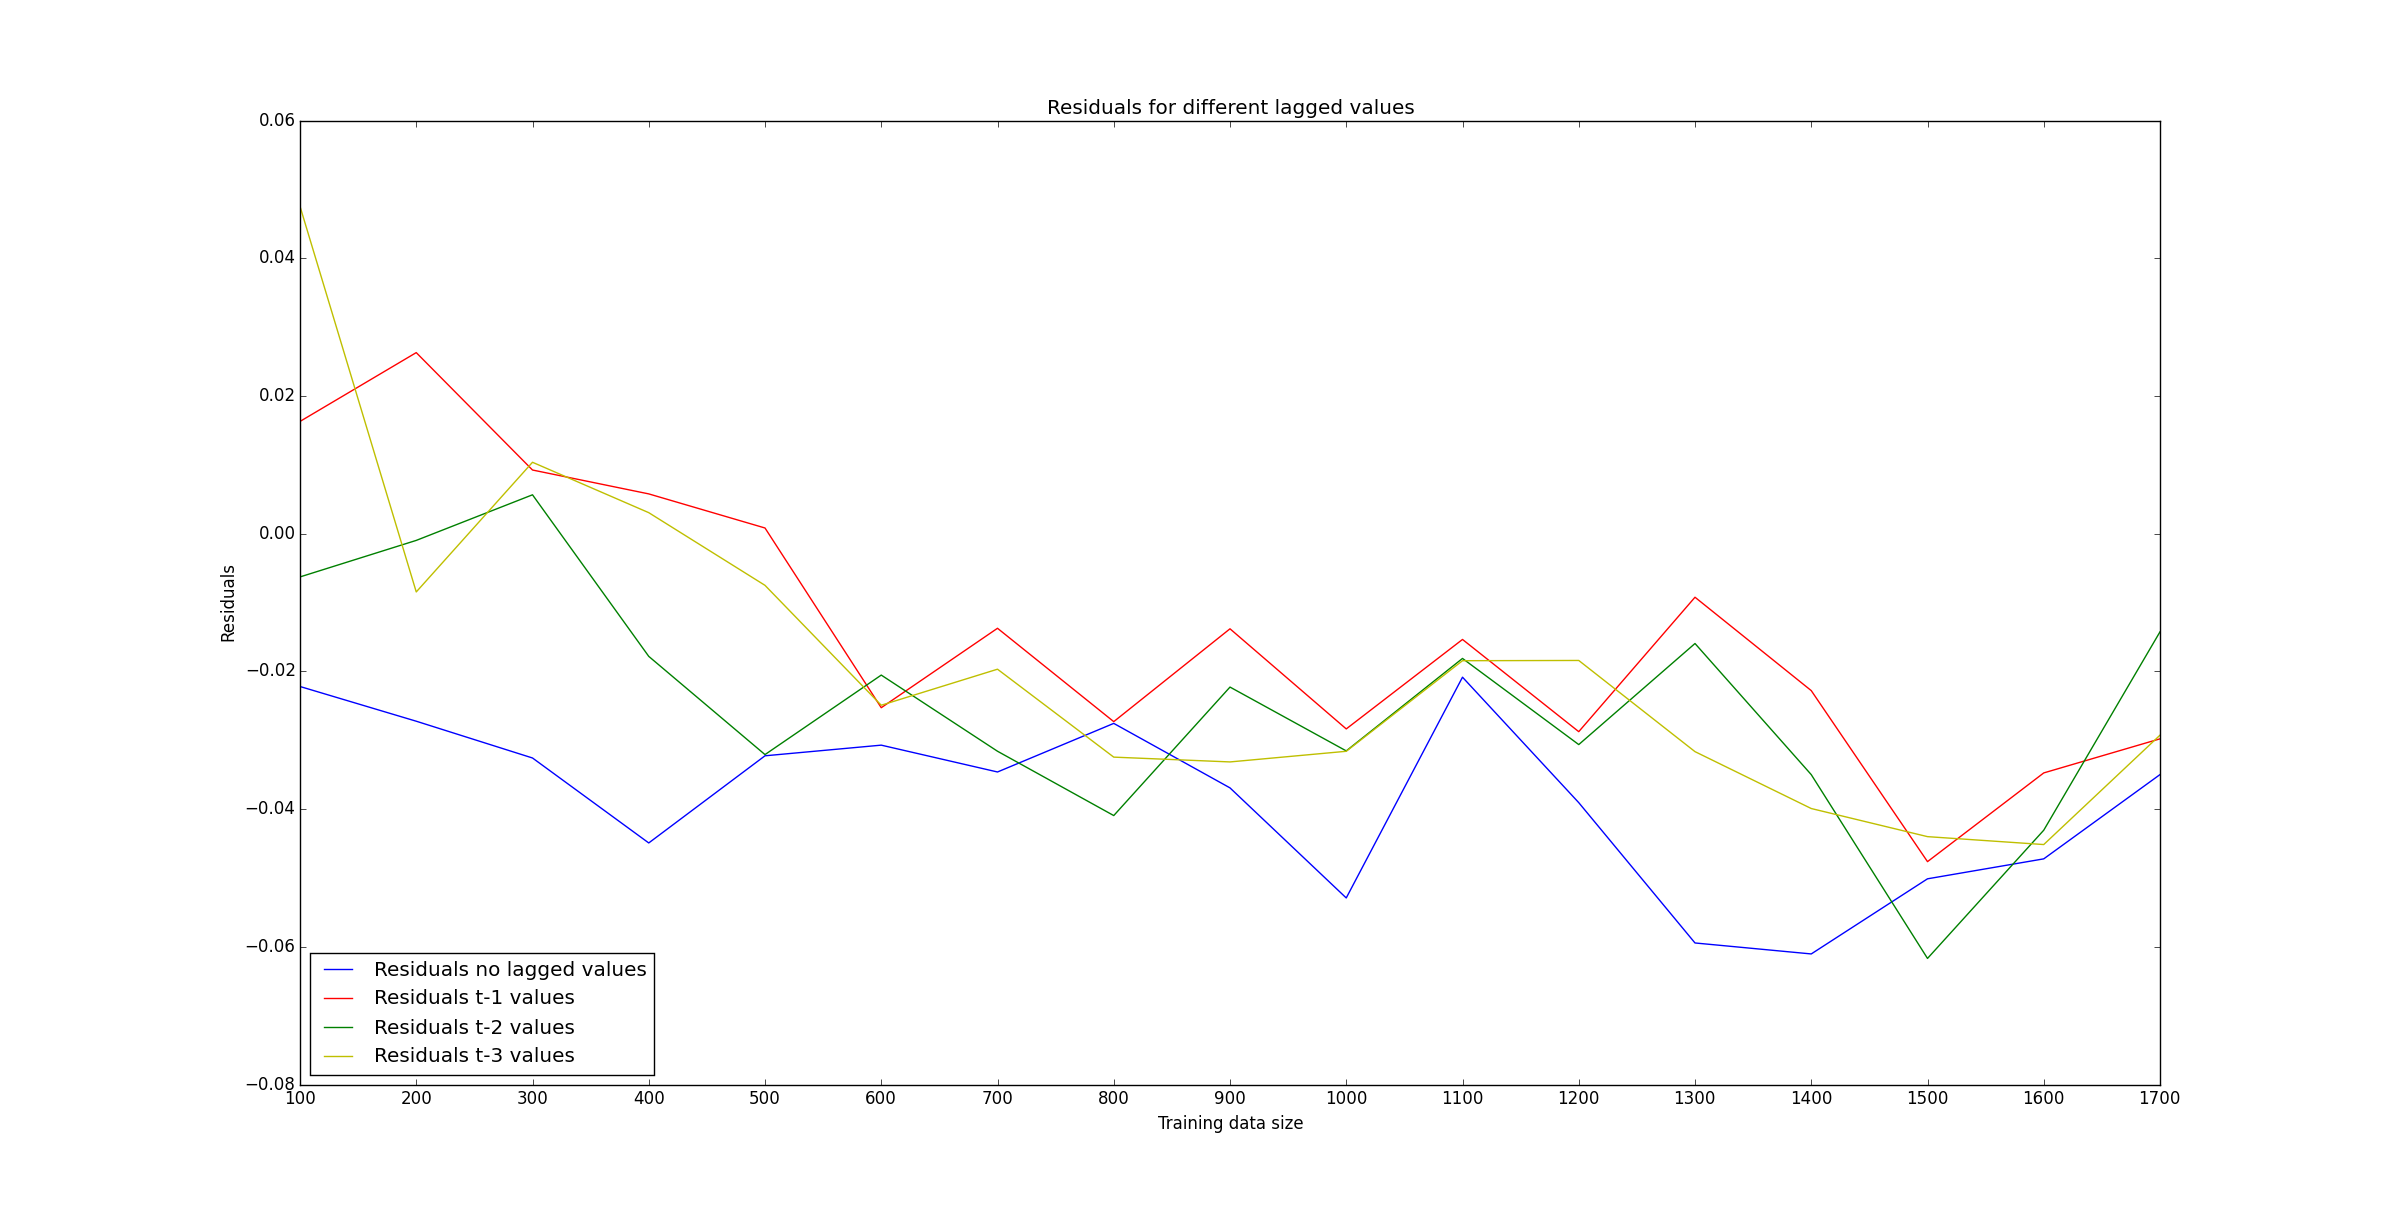 Residuals for different lagged values
0.06
0.04
0.02
0.00
−0.02
−0.04
−0.06
−0.08
Residuals
Residuals no lagged values
Residuals t-1 values
Residuals t-2 values
Residuals t-3 values
100 200 300 400 500 600 700 800 900 1000 1100 1200 1300 1400 1500 1600 1700
Training data size